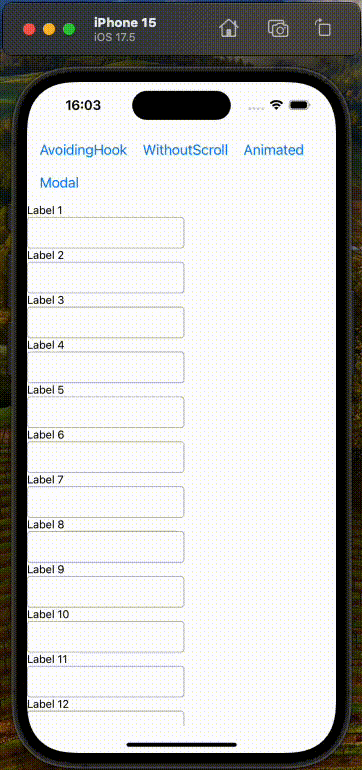 iPhone 15
iOS 17.5
16:03
AvoidingHook WithoutScroll Animated
Modal
Label 1
Label 2
Label 3
Label 4
Label 5
Label 6
Label 7
Label 8
Label 9
Label 10
Label 11
Label 12